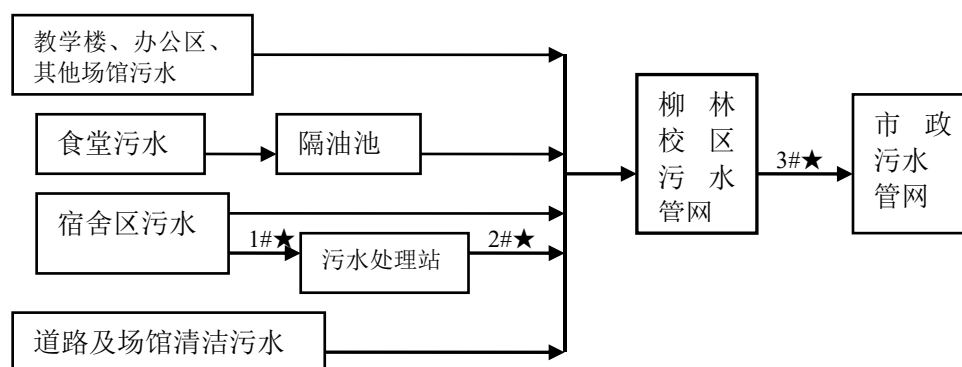 教学楼、办公区、
其他场馆污水
食堂污水
隔油池
宿舍区污水
1#★
污水处理站
2#★
道路及场馆清洁污水
柳林
校区
污水
管网
3#★
市政
污水
管网